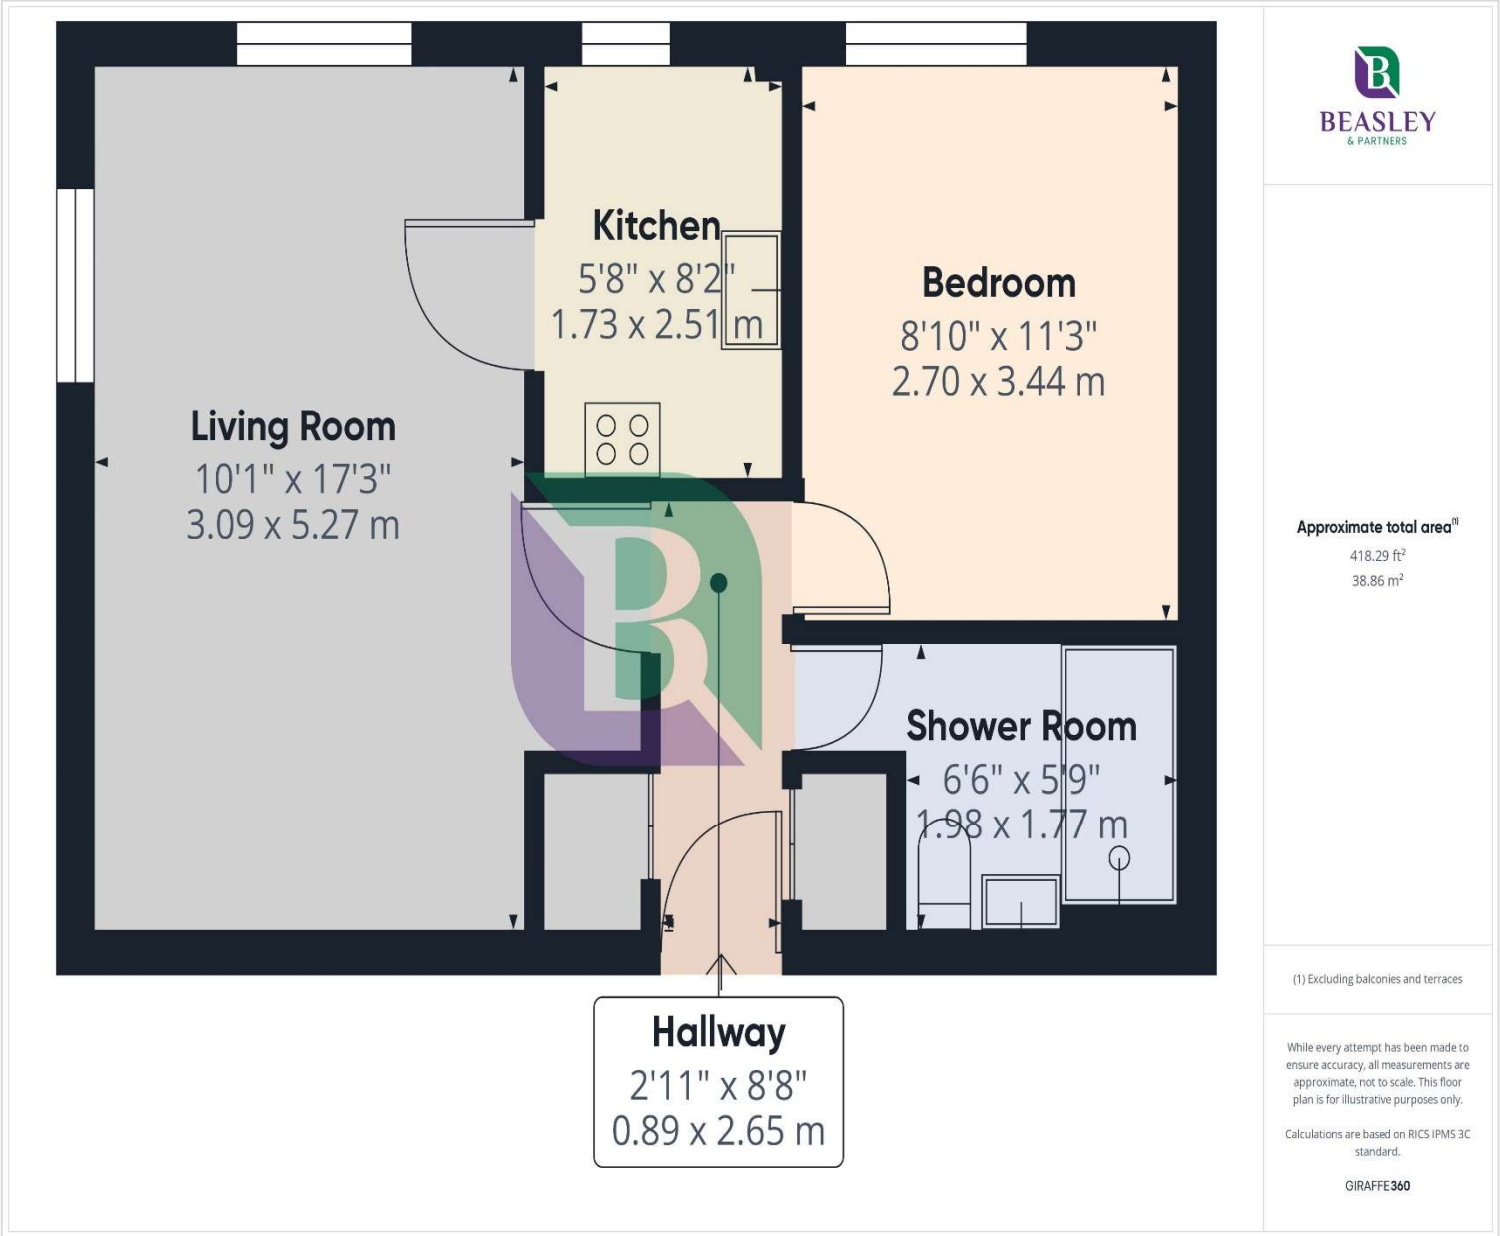 Kitchen
5'8" x 8'2"
1.73 x 2.51 m
Bedroom
8'10" x 11'3"
2.70 x 3.44 m
Living Room
10'1" x 17'3"
3.09 x 5.27 m
B
Shower Room
6'6" x 5'9"
1.98 x 1.77 m
Hallway
2'11" x 8'8"
0.89 x 2.65 m
B
BEASLEY
& PARTNERS
Approximate total area(1)
418.29 ft²
38.86 m²
(1) Excluding balconies and terraces
While every attempt has been made to
ensure accuracy, all measurements are
approximate, not to scale. This floor
plan is for illustrative purposes only.
Calculations are based on RICS IPMS 3C
standard.
GIRAFFE360